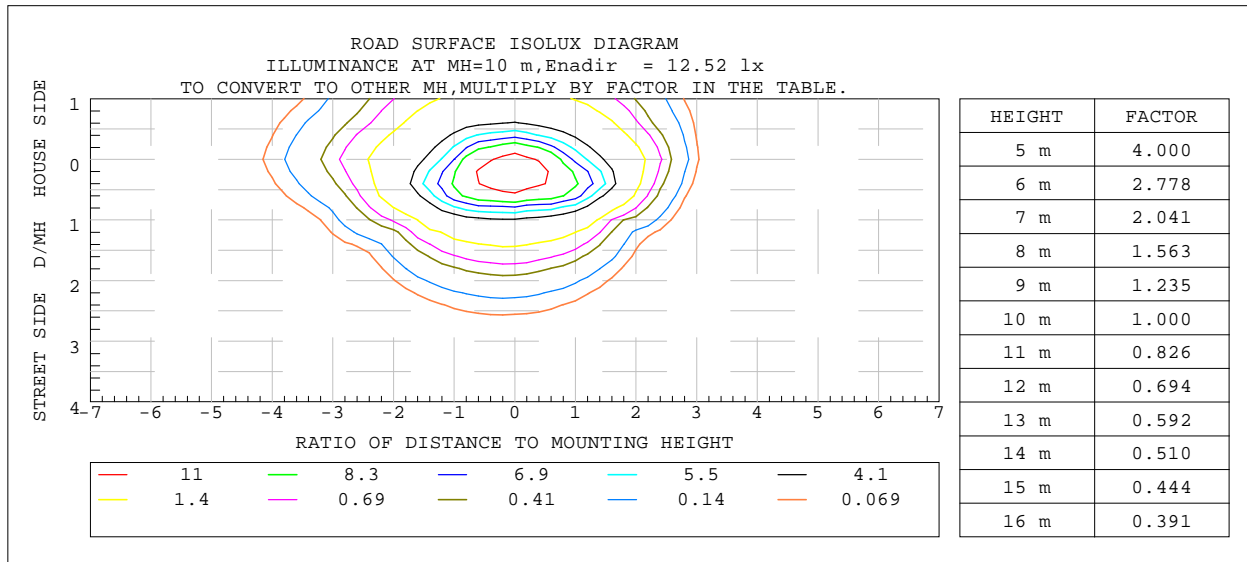 ROAD SURFACE ISOLUX DIAGRAM
ILLUMINANCE AT MH=10 m,Enadir = 12.52 lx
TO CONVERT TO OTHER MH,MULTIPLY BY FACTOR IN THE TABLE.
STREET SIDE D/MH HOUSE SIDE
1
0
1
2
3
4
-7 -6 -5 -4 -3 -2 -1 0 1 2 3 4 5 6 7
RATIO OF DISTANCE TO MOUNTING HEIGHT
11 8.3 6.9 5.5 4.1
1.4 0.69 0.41 0.14 0.069
HEIGHT FACTOR
5 m 4.000
6 m 2.778
7 m 2.041
8 m 1.563
9 m 1.235
10 m 1.000
11 m 0.826
12 m 0.694
13 m 0.592
14 m 0.510
15 m 0.444
16 m 0.391